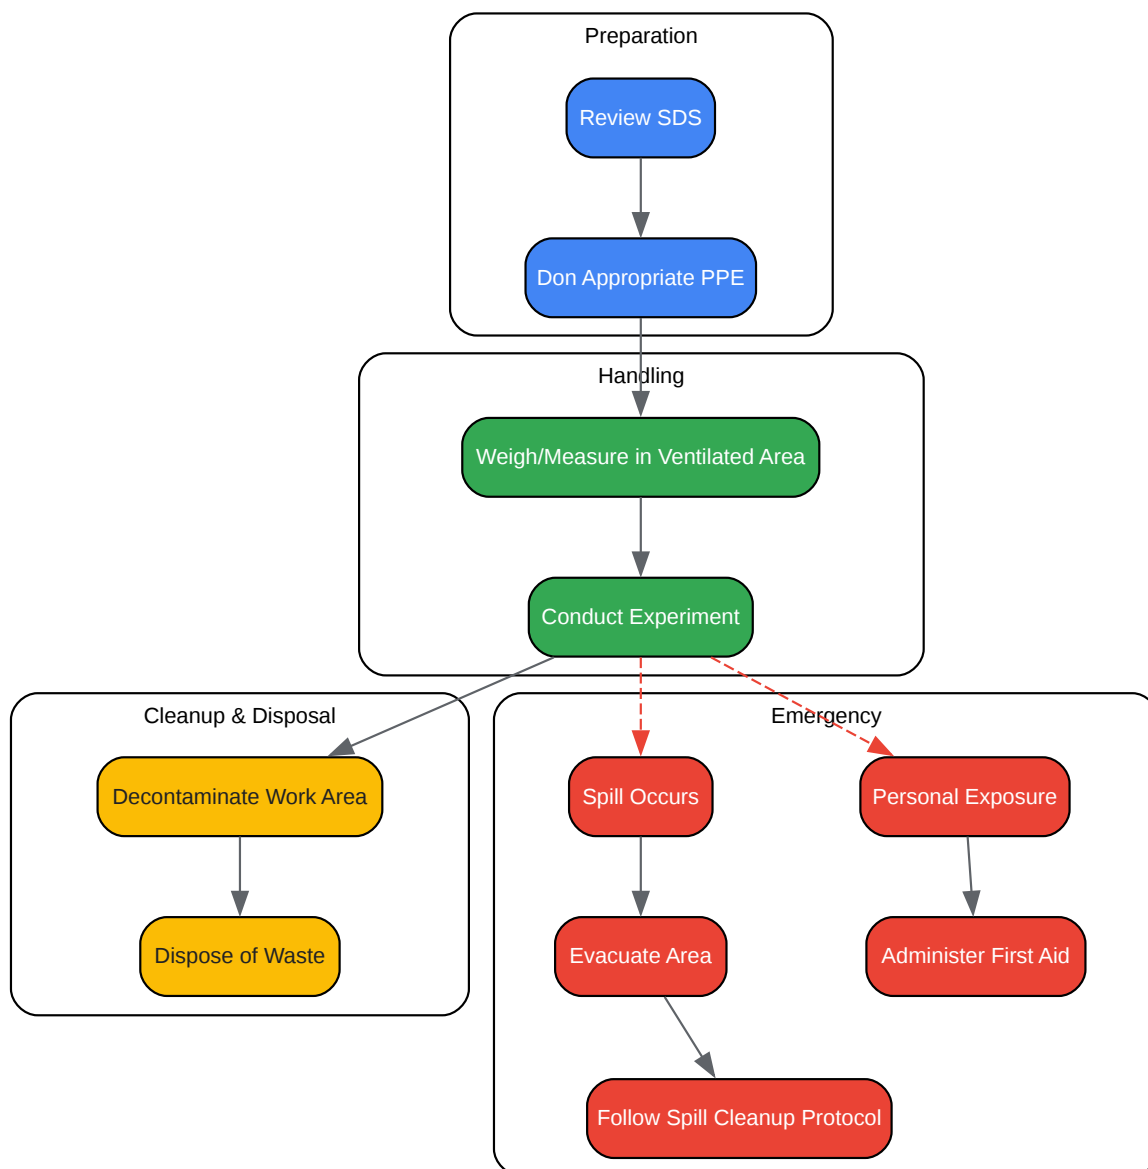 Preparation
Review SDS
Don Appropriate PPE
Handling
Weigh/Measure in Ventilated Area
Conduct Experiment
Cleanup & Disposal
Decontaminate Work Area
Dispose of Waste
Emergency
Spill Occurs
Personal Exposure
Evacuate Area
Administer First Aid
Follow Spill Cleanup Protocol